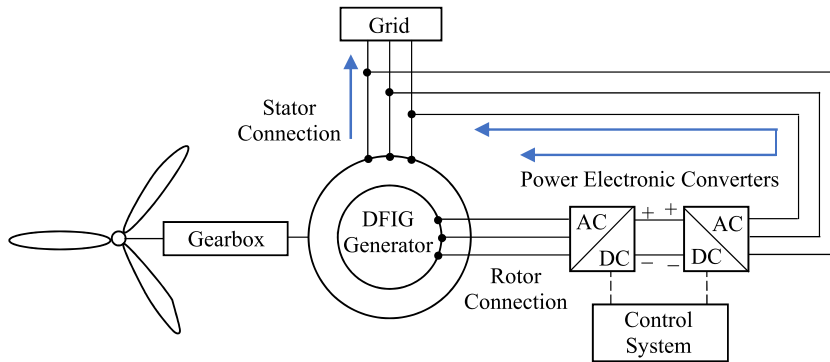 Grid
Stator
Connection
Power Electronic Converters
DFIG
Generator
Gearbox
Rotor
Connection
AC
DC
+ +
− −
AC
DC
Control
System